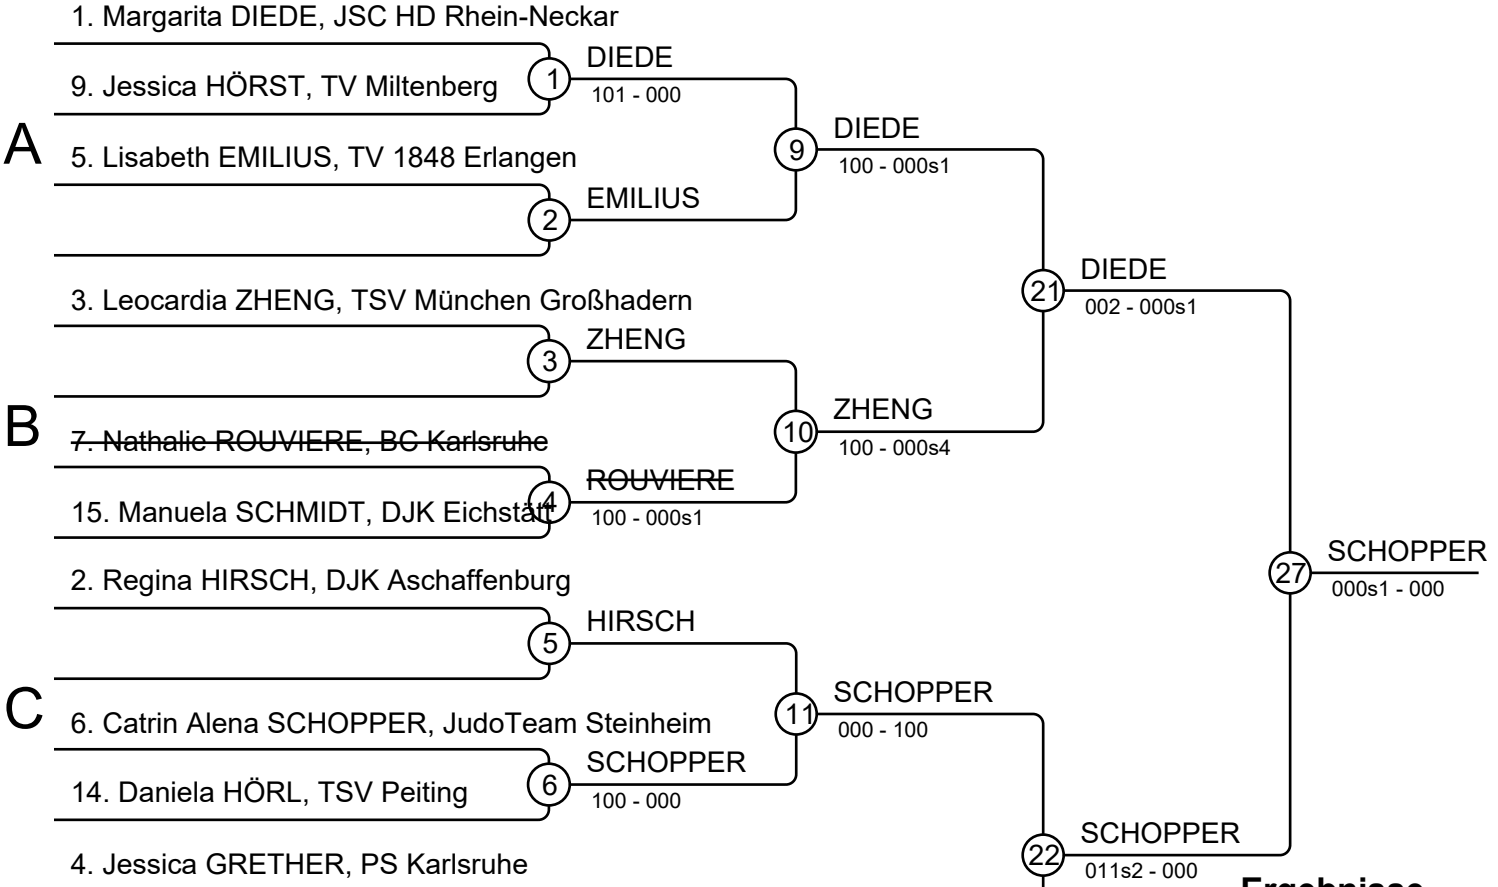 1. Margarita DIEDE, JSC HD Rhein-Neckar
DIEDE
1
9. Jessica HÖRST, TV Miltenberg
101 - 000
DIEDE
A
9
5. Lisabeth EMILIUS, TV 1848 Erlangen
100 - 000s1
EMILIUS
2
DIEDE
21
3. Leocardia ZHENG, TSV München Großhadern
002 - 000s1
ZHENG
3
ZHENG
B
10
7. Nathalie ROUVIERE, BC Karlsruhe
100 - 000s4
ROUVIERE
4
15. Manuela SCHMIDT, DJK Eichstätt
100 - 000s1
SCHOPPER
27
2. Regina HIRSCH, DJK Aschaffenburg
000s1 - 000
HIRSCH
5
SCHOPPER
C
11
6. Catrin Alena SCHOPPER, JudoTeam Steinheim
000 - 100
SCHOPPER
6
14. Daniela HÖRL, TSV Peiting
100 - 000
SCHOPPER
22
4. Jessica GRETHER, PS Karlsruhe
011s2 - 000
Ergebnisse